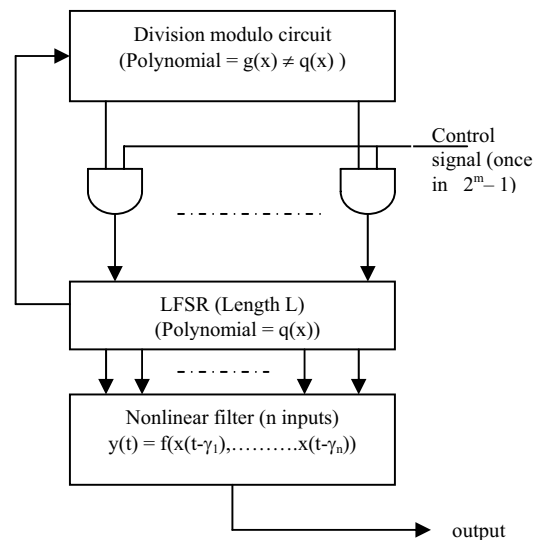 Division modulo circuit
(Polynomial = g(x) ≠ q(x) )
Control
signal (once
in 2^m– 1)
LFSR (Length L)
(Polynomial = q(x))
Nonlinear filter (n inputs)
y(t) = f(x(t-γ₁),……...x(t-γₙ))
output